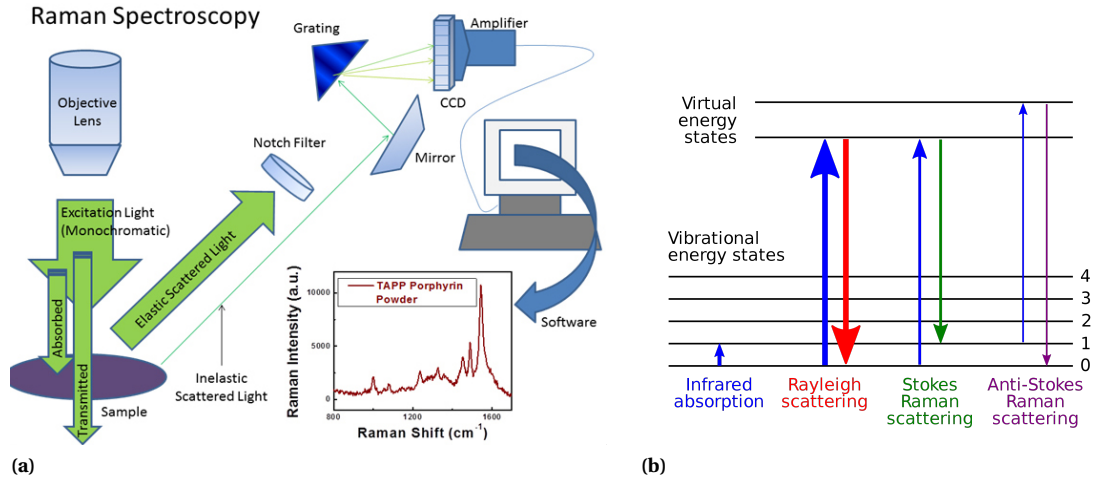 Raman Spectroscopy
Objective
Lens
Excitation Light
(Monochromatic)
Absorbed
Transmitted
Sample
Elastic Scattered Light
Inelastic
Scattered Light
Notch Filter
Mirror
Grating
CCD
Amplifier
Software
Raman Intensity (a.u.)
10000
5000
0
TAPP Porphyrin
Powder
800
1200
1600
Raman Shift (cm⁻¹)
(a)
Virtual
energy
states
Vibrational
energy states
4
3
2
1
0
Infrared
absorption
Rayleigh
scattering
Stokes
Raman
scattering
Anti-Stokes
Raman
scattering
(b)